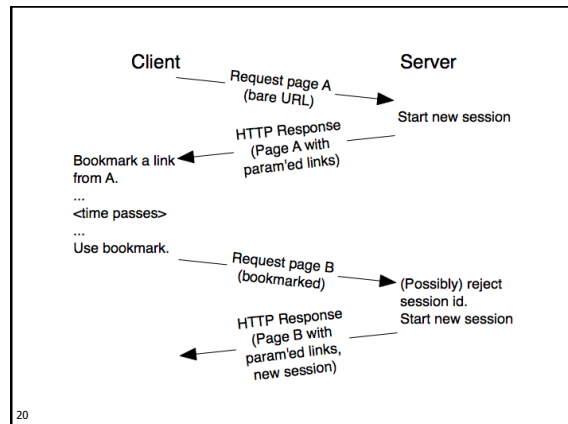 Client
Server
Request page A
(bare URL)
Start new session
HTTP Response
(Page A with
param'ed links)
Bookmark a link
from A.
...
<time passes>
...
Use bookmark.
Request page B
(bookmarked)
(Possibly) reject
session id.
Start new session
HTTP Response
(Page B with
param'ed links,
new session)
20